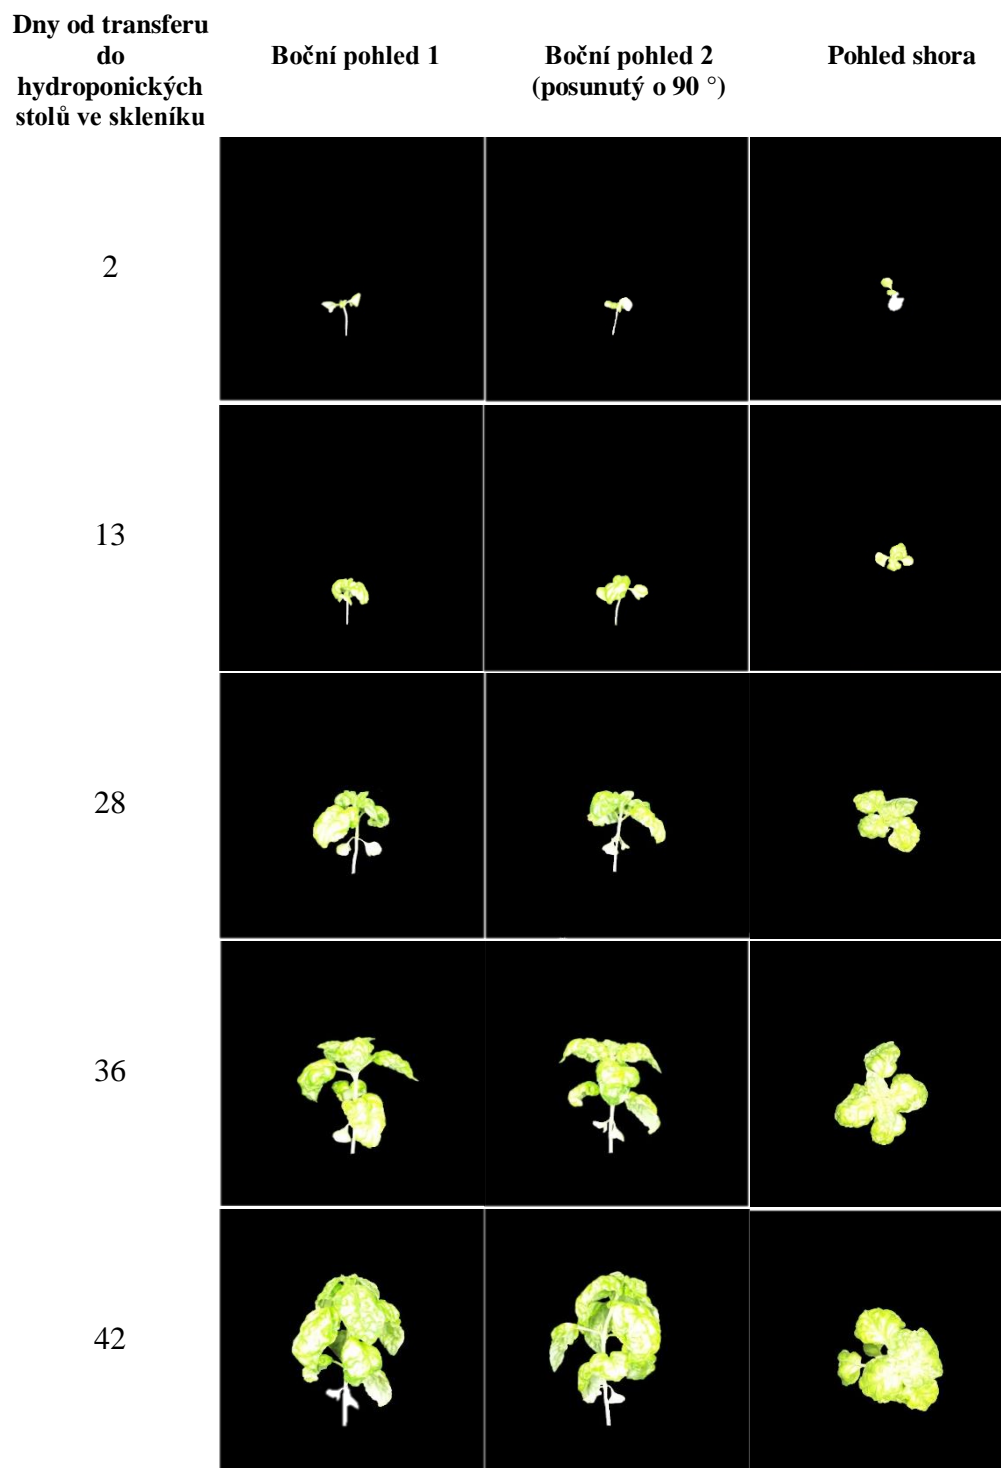 Dny od transferu
do
hydroponických
stolů ve skleníku
Boční pohled 1
Boční pohled 2
(posunutý o 90 °)
Pohled shora
2
13
28
36
42